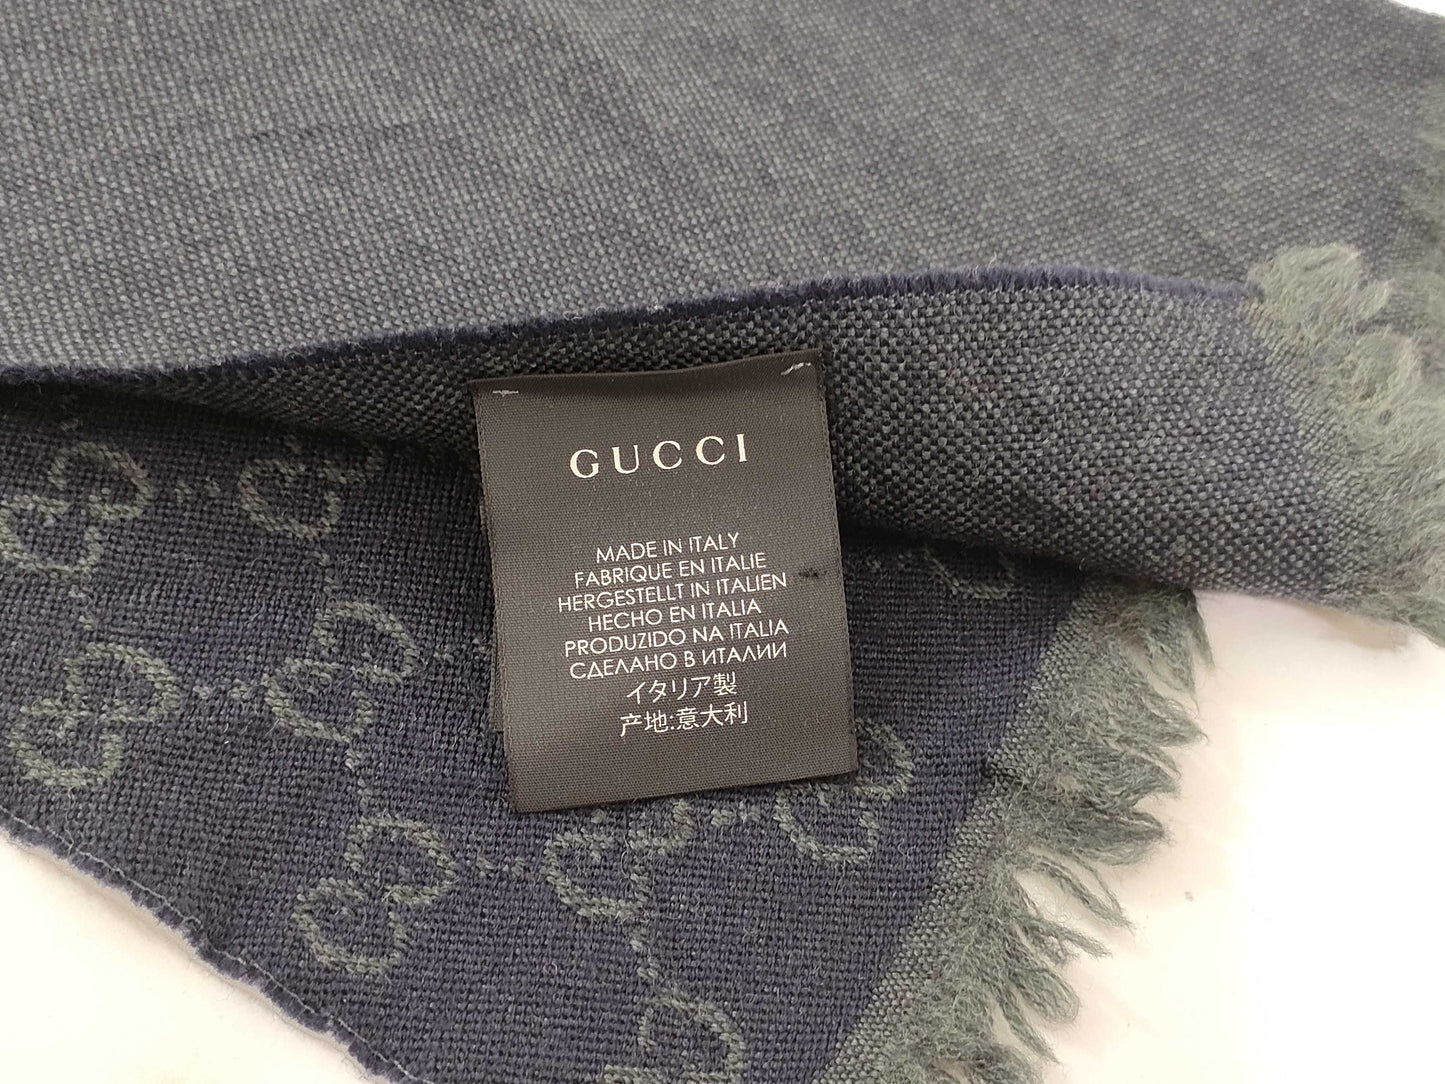 GUCCI
MADE IN ITALY
FABRIQUE EN ITALIE
HERGESTELLT IN ITALIEN
HECHO EN ITALIA
PRODUZIDO NA ITALIA
СДЕЛАНО В ИТАЛИИ
イタリア製
产地:意大利